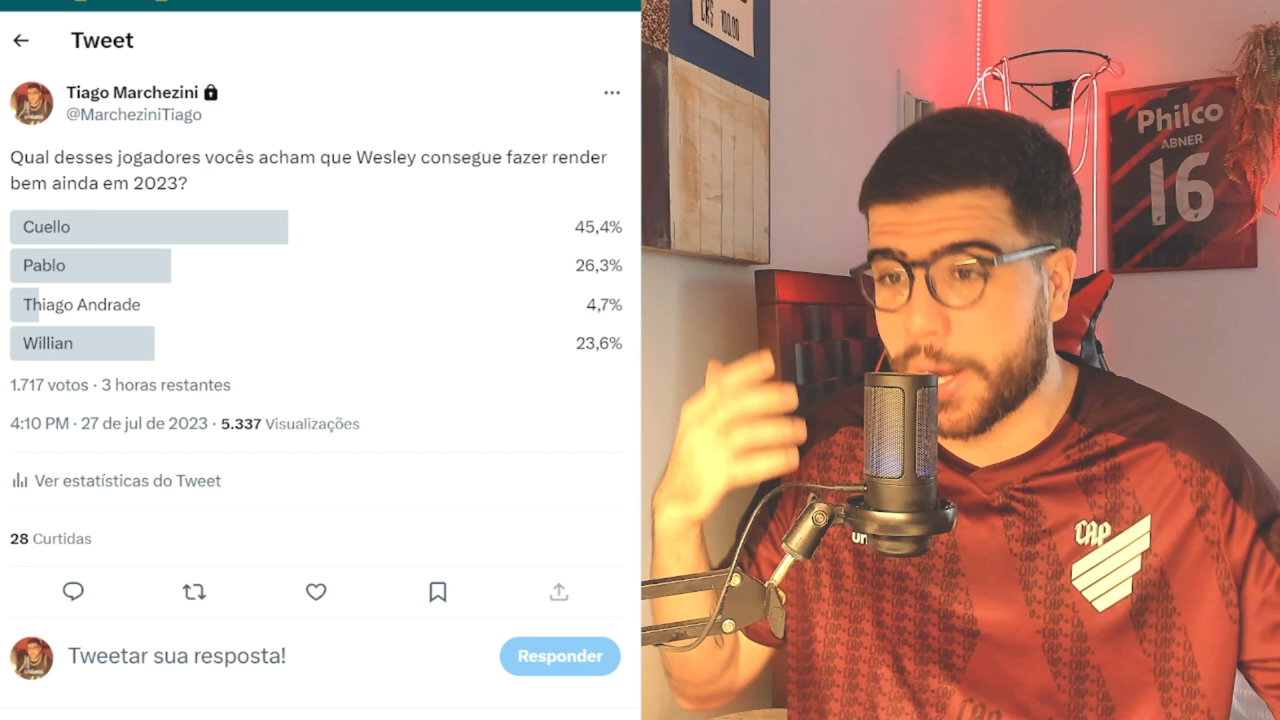 Tweet
Tiago Marchezini
@MarcheziniTiago
Qual desses jogadores vocês acham que Wesley consegue fazer render
bem ainda em 2023?
Cuello 45,4%
Pablo 26,3%
Thiago Andrade 4,7%
Willian 23,6%
1.717 votos · 3 horas restantes
4:10 PM · 27 de jul de 2023 · 5.337 Visualizações
Ver estatísticas do Tweet
28 Curtidas
Tweetar sua resposta!
Responder
CR$ 100,00
Philco
ABNER
16
CAP